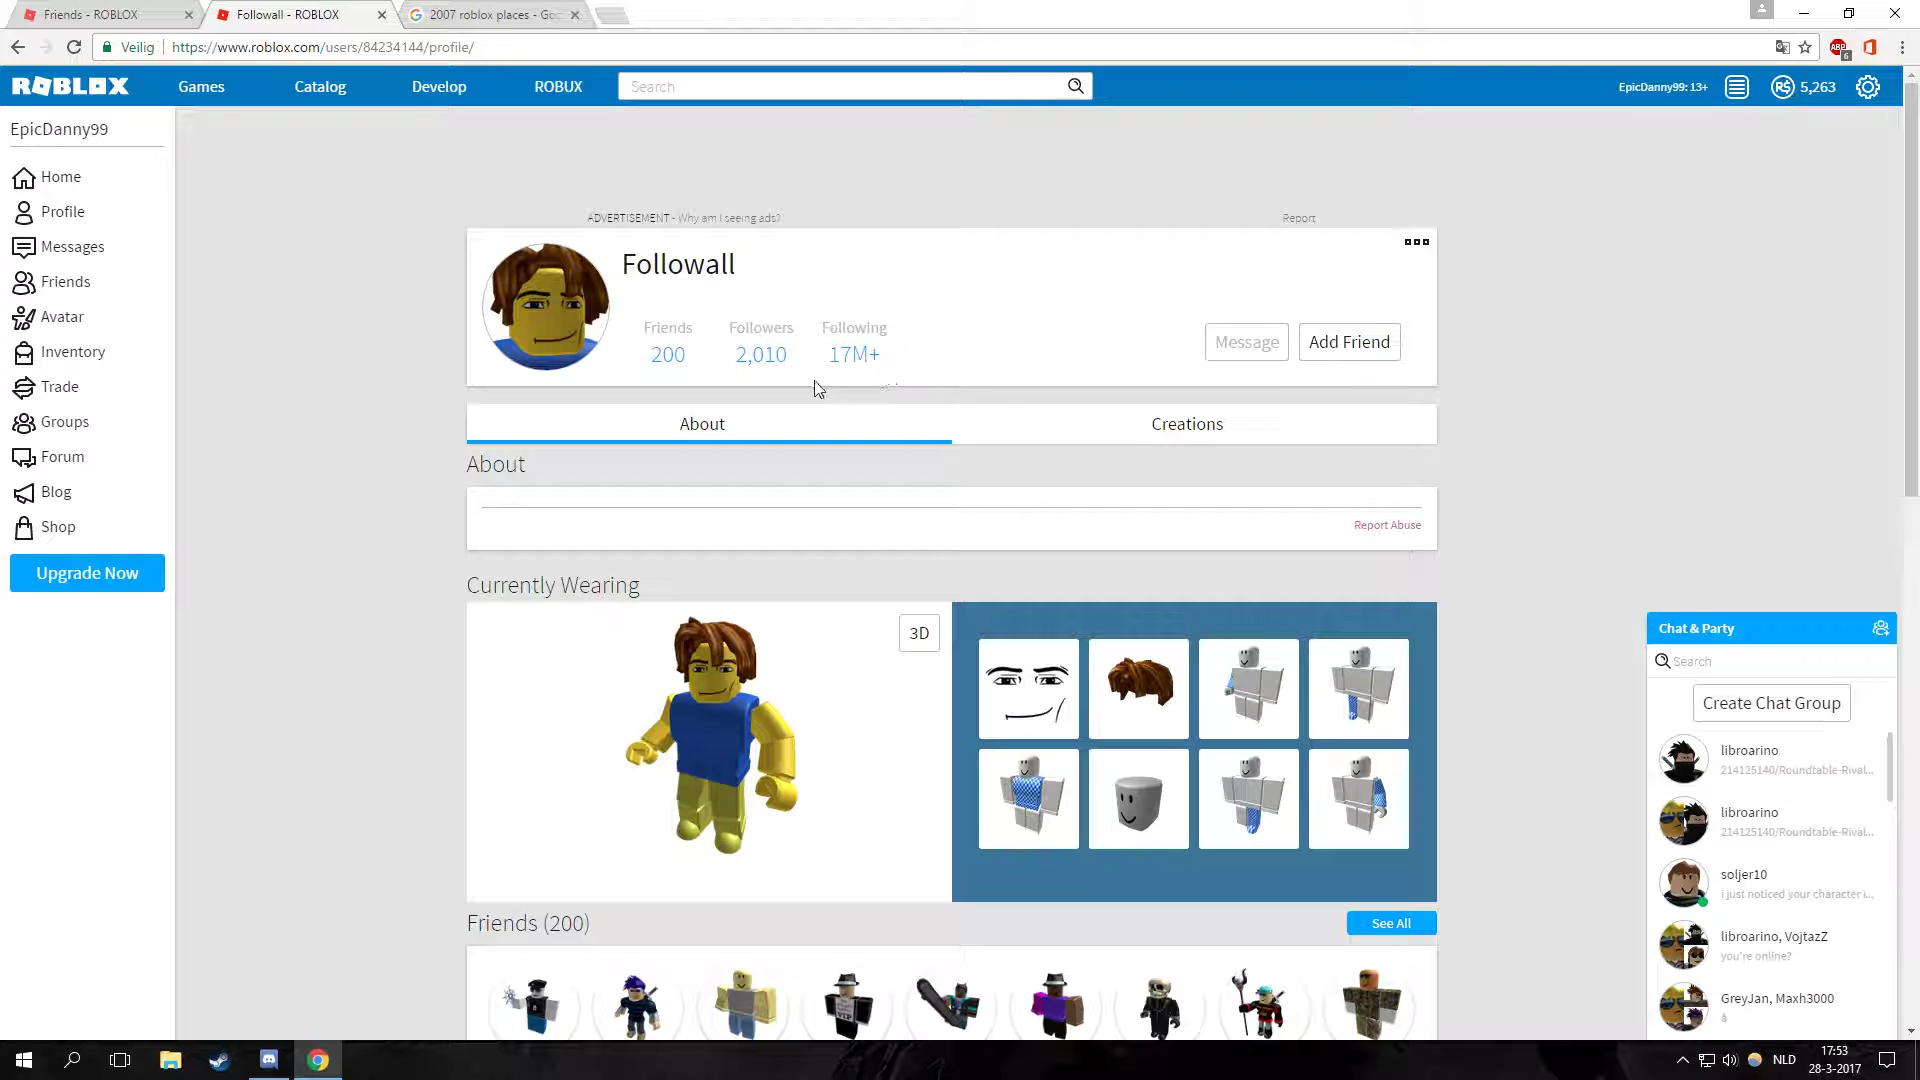 Friends - ROBLOX
Followall - ROBLOX
2007 roblox places - Goo
Veilig
https://www.roblox.com/users/84234144/profile/
ABP
6
ROBLOX
Games
Catalog
Develop
ROBUX
Search
EpicDanny99: 13+
R$
5,263
EpicDanny99
Home
Profile
Messages
Friends
Avatar
Inventory
Trade
Groups
Forum
Blog
Shop
Upgrade Now
ADVERTISEMENT - Why am I seeing ads?
Report
Followall
Friends
Followers
Following
200
2,010
17M+
Message
Add Friend
About
Creations
About
Report Abuse
Currently Wearing
3D
Friends (200)
See All
VIP
Chat & Party
Search
Create Chat Group
libroarino
214125140/Roundtable-Rival...
libroarino
214125140/Roundtable-Rival...
soljer10
i just noticed your character i...
libroarino, VojtazZ
you're online?
GreyJan, Maxh3000
NLD
17:53
28-3-2017